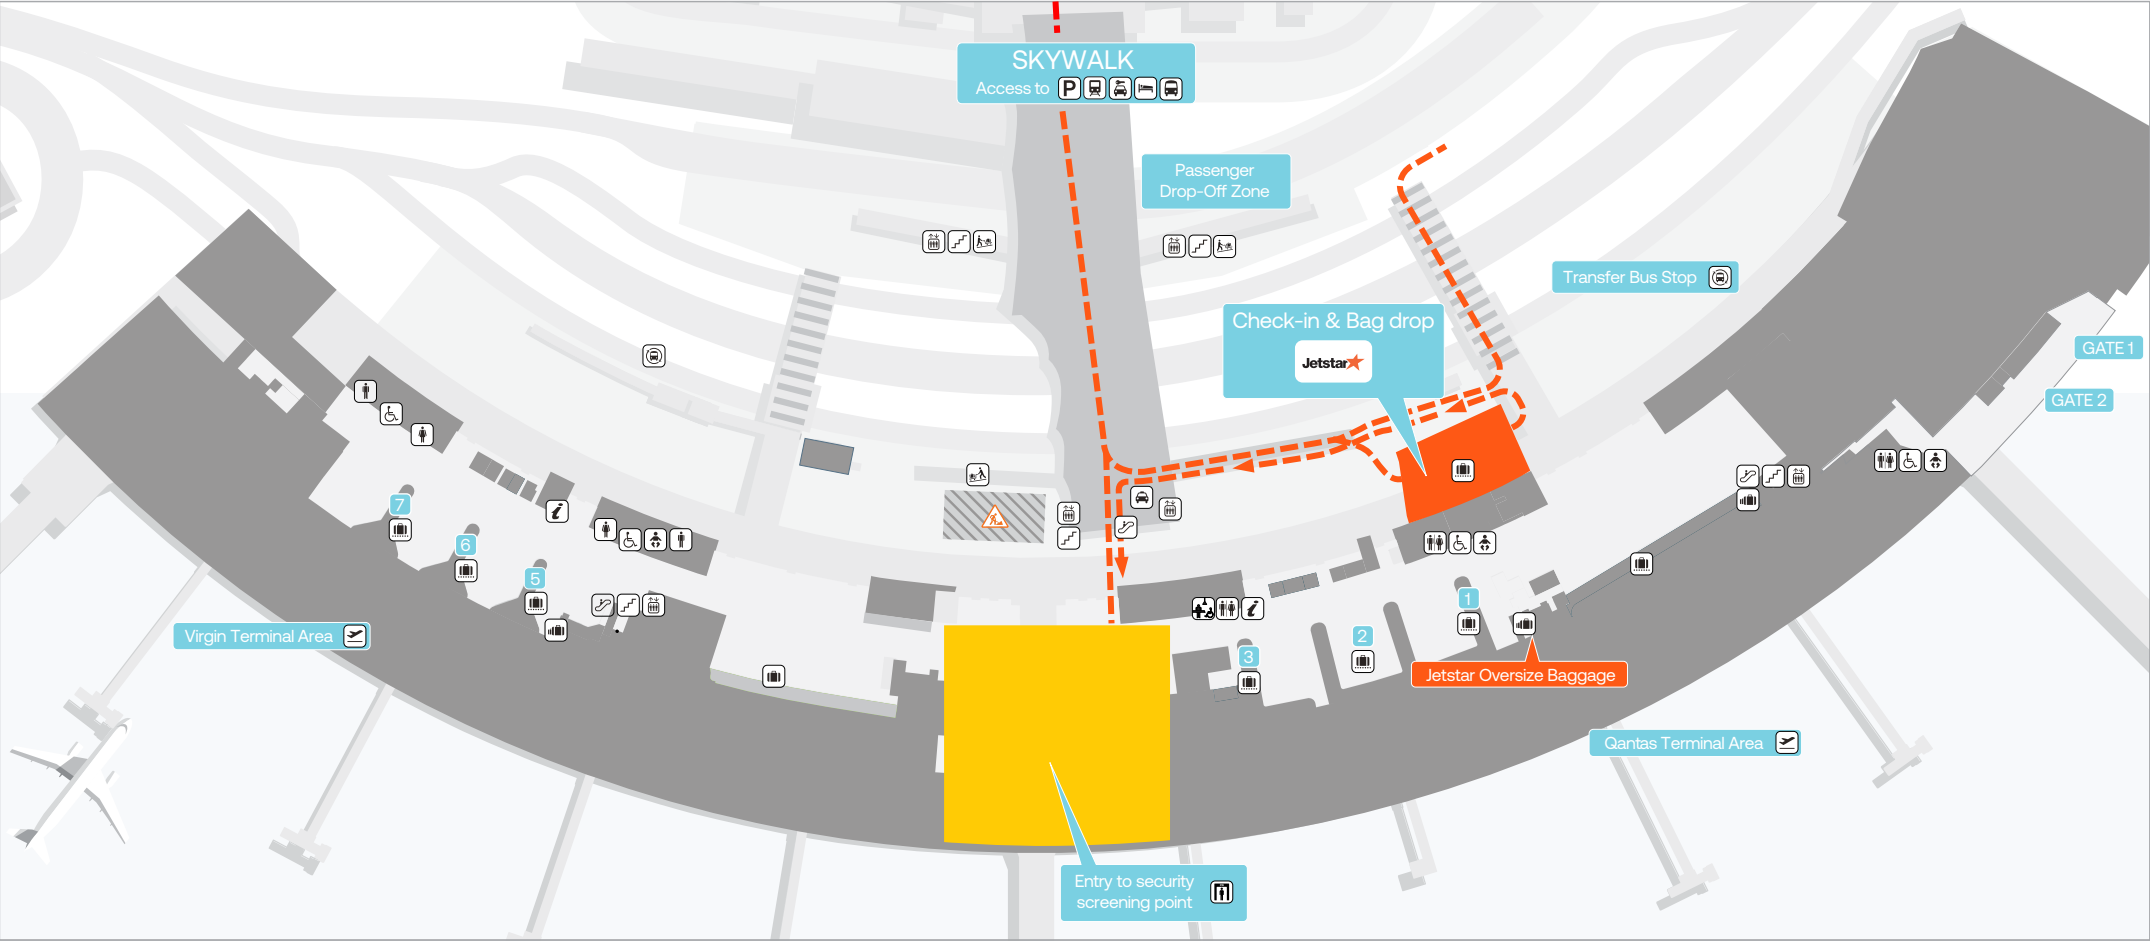 SKYWALK
Access to P
Passenger
Drop-Off Zone
Transfer Bus Stop
Check-in & Bag drop
Jetstar
GATE 1
GATE 2
7
6
5
i
Virgin Terminal Area
i
1
2
3
Jetstar Oversize Baggage
Qantas Terminal Area
Entry to security
screening point